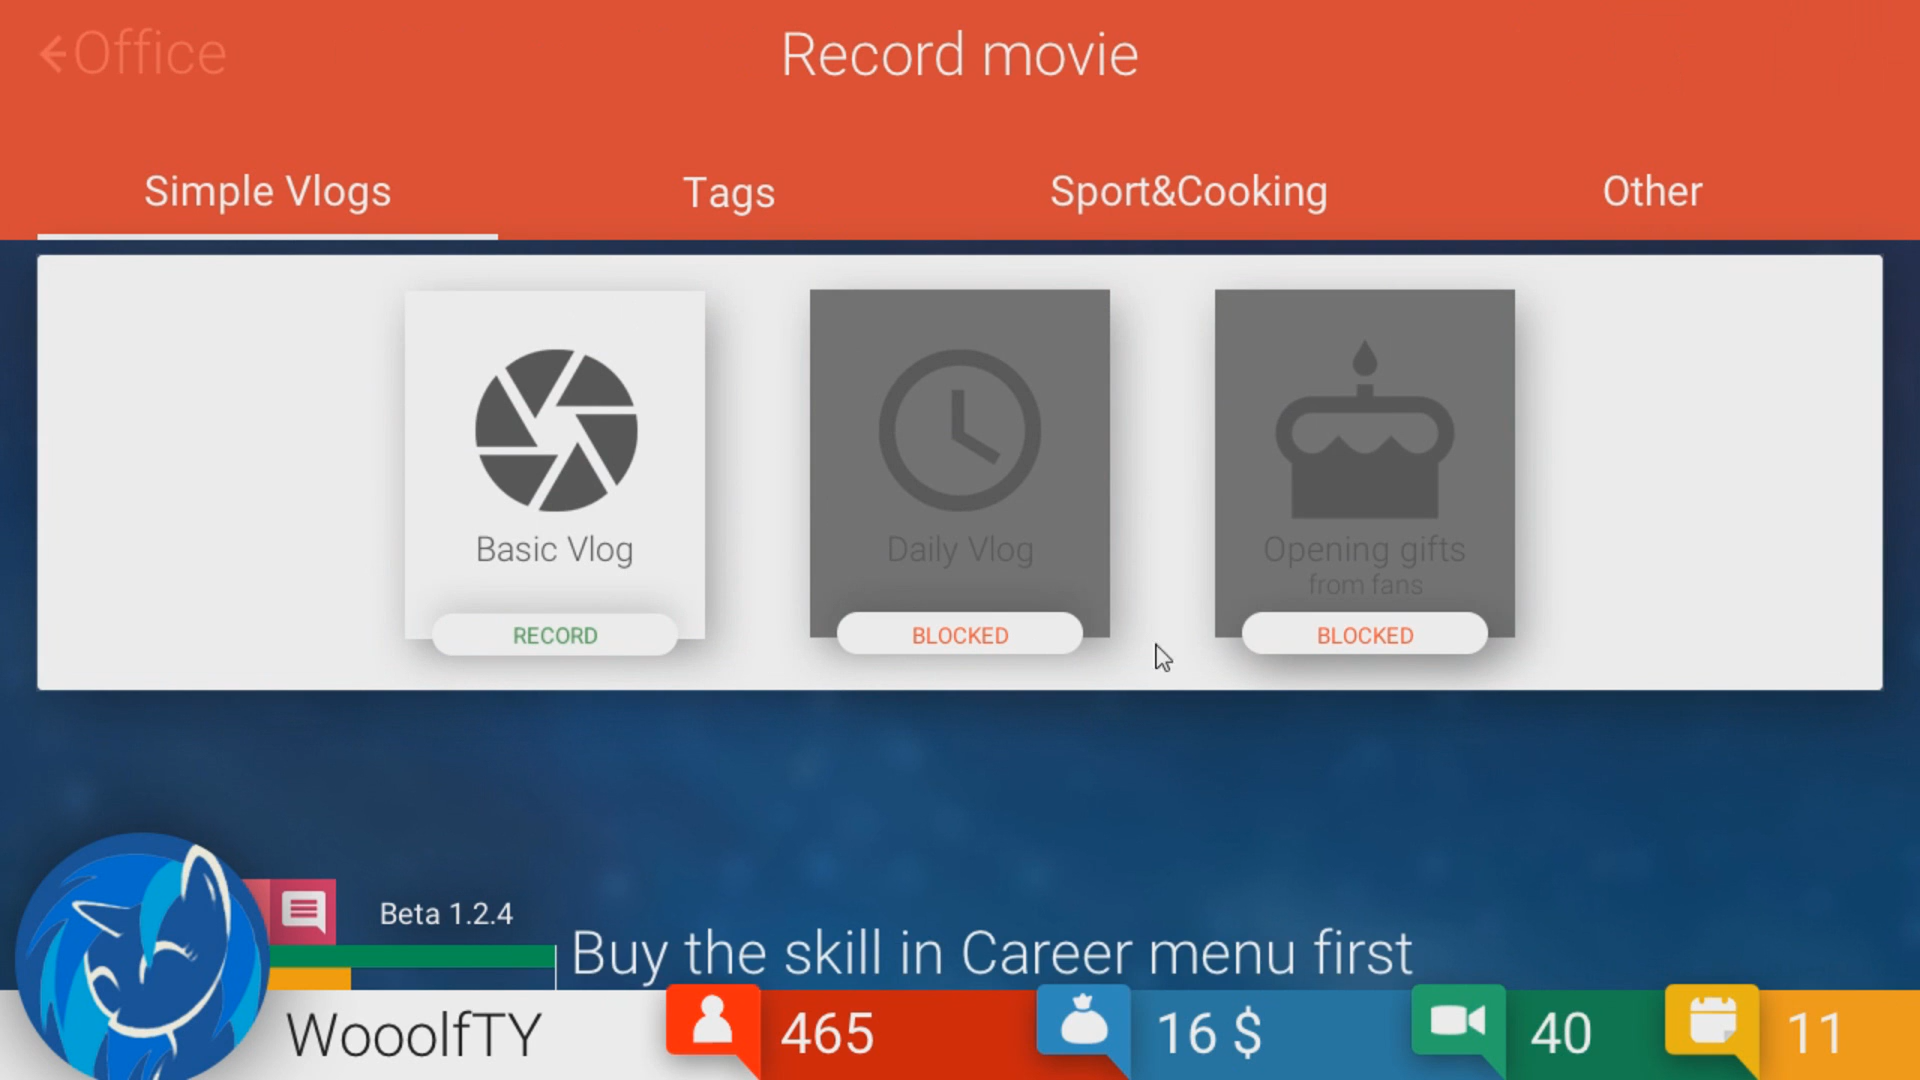 Office
Record movie
Simple Vlogs
Tags
Sport&Cooking
Other
Basic Vlog
RECORD
Daily Vlog
BLOCKED
Opening gifts
from fans
BLOCKED
Beta 1.2.4
Buy the skill in Career menu first
WooolfTY
465
16 $
40
11